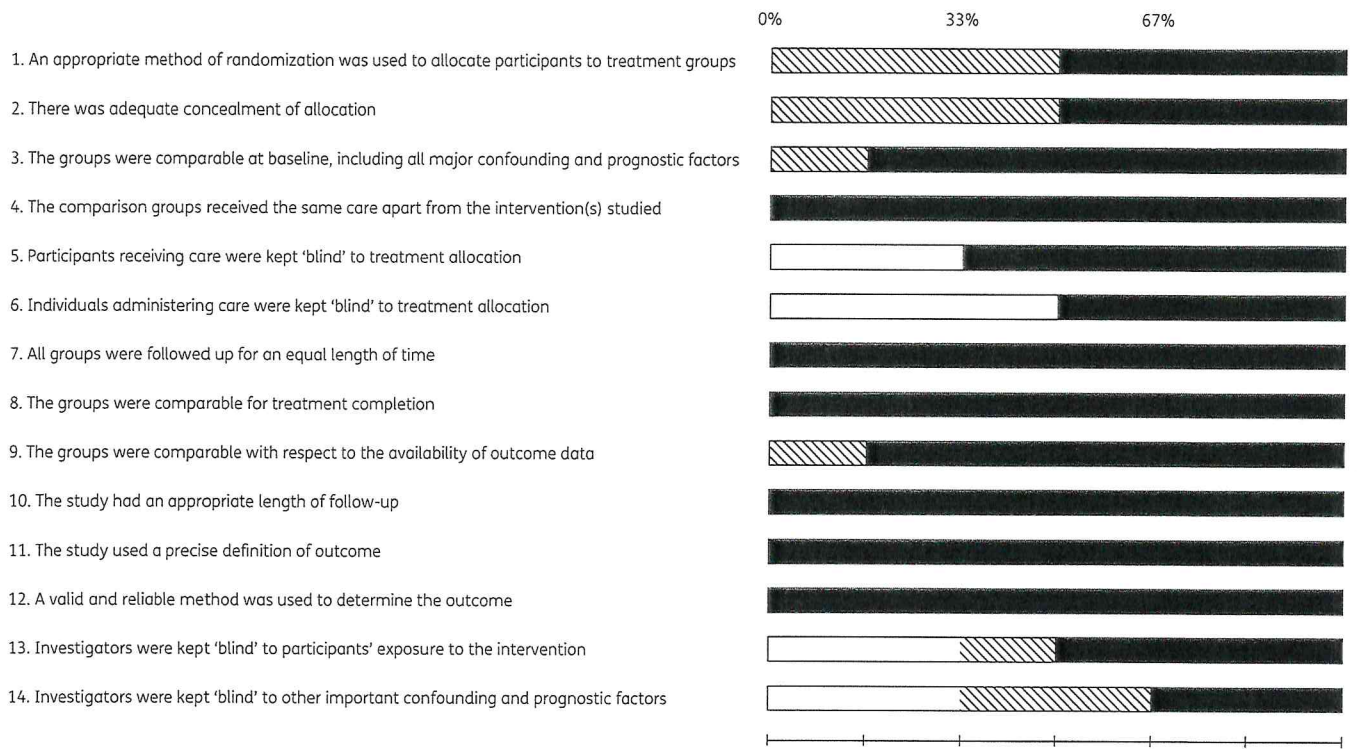 0% 33% 67%
1. An appropriate method of randomization was used to allocate participants to treatment groups
2. There was adequate concealment of allocation
3. The groups were comparable at baseline, including all major confounding and prognostic factors
4. The comparison groups received the same care apart from the intervention(s) studied
5. Participants receiving care were kept ‘blind’ to treatment allocation
6. Individuals administering care were kept ‘blind’ to treatment allocation
7. All groups were followed up for an equal length of time
8. The groups were comparable for treatment completion
9. The groups were comparable with respect to the availability of outcome data
10. The study had an appropriate length of follow-up
11. The study used a precise definition of outcome
12. A valid and reliable method was used to determine the outcome
13. Investigators were kept ‘blind’ to participants’ exposure to the intervention
14. Investigators were kept ‘blind’ to other important confounding and prognostic factors